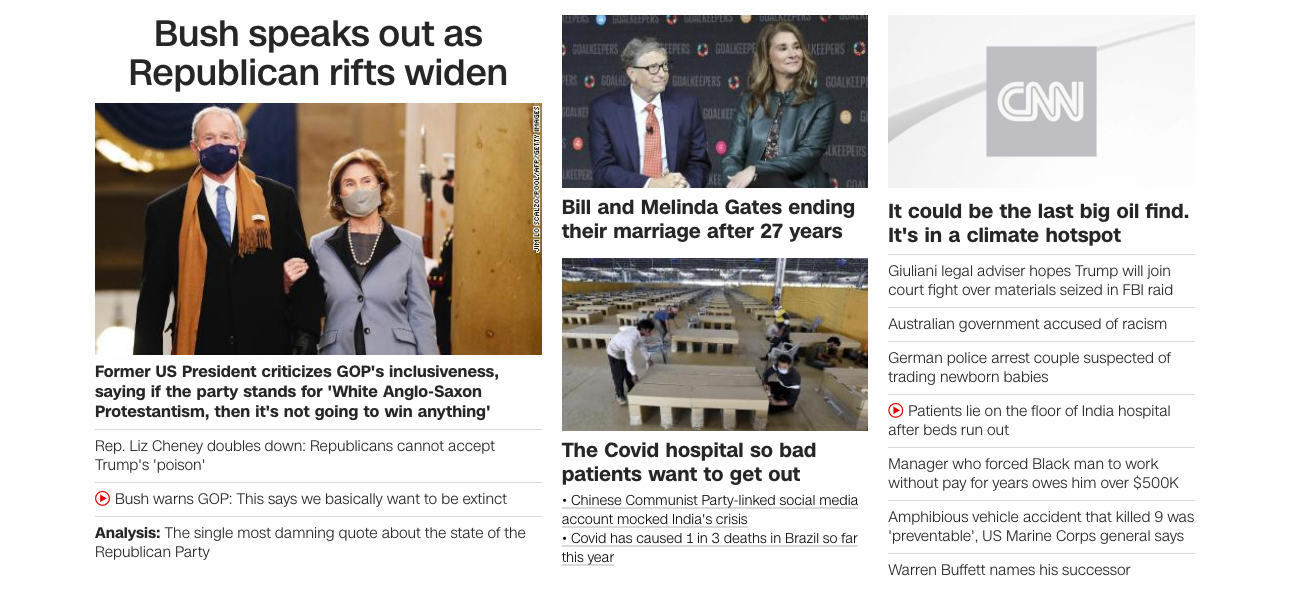 Bush speaks out as
Republican rifts widen
JIM LO SCALZO/POOL/AFP/GETTY IMAGES
Former US President criticizes GOP's inclusiveness,
saying if the party stands for 'White Anglo-Saxon
Protestantism, then it's not going to win anything'
Rep. Liz Cheney doubles down: Republicans cannot accept
Trump's 'poison'
Bush warns GOP: This says we basically want to be extinct
Analysis: The single most damning quote about the state of the
Republican Party
GOALKEEPERS
GOALKEEPERS
GOALKEEPERS
Bill and Melinda Gates ending
their marriage after 27 years
The Covid hospital so bad
patients want to get out
• Chinese Communist Party-linked social media
account mocked India's crisis
• Covid has caused 1 in 3 deaths in Brazil so far
this year
CNN
It could be the last big oil find.
It's in a climate hotspot
Giuliani legal adviser hopes Trump will join
court fight over materials seized in FBI raid
Australian government accused of racism
German police arrest couple suspected of
trading newborn babies
Patients lie on the floor of India hospital
after beds run out
Manager who forced Black man to work
without pay for years owes him over $500K
Amphibious vehicle accident that killed 9 was
'preventable', US Marine Corps general says
Warren Buffett names his successor